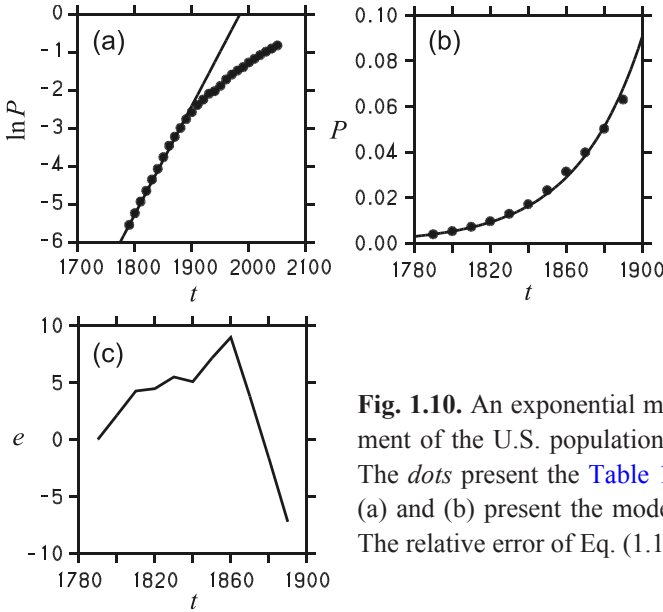 (a)
0
-1
-2
-3
-4
-5
-6
ln P
1700 1800 1900 2000 2100
t
(b)
0.10
0.08
0.06
0.04
0.02
0.00
P
1780 1820 1860 1900
t
(c)
10
5
0
-5
-10
e
1780 1820 1860 1900
t
Fig. 1.10. An exponential m
ment of the U.S. population
The dots present the Table 1
(a) and (b) present the mode
The relative error of Eq. (1.1